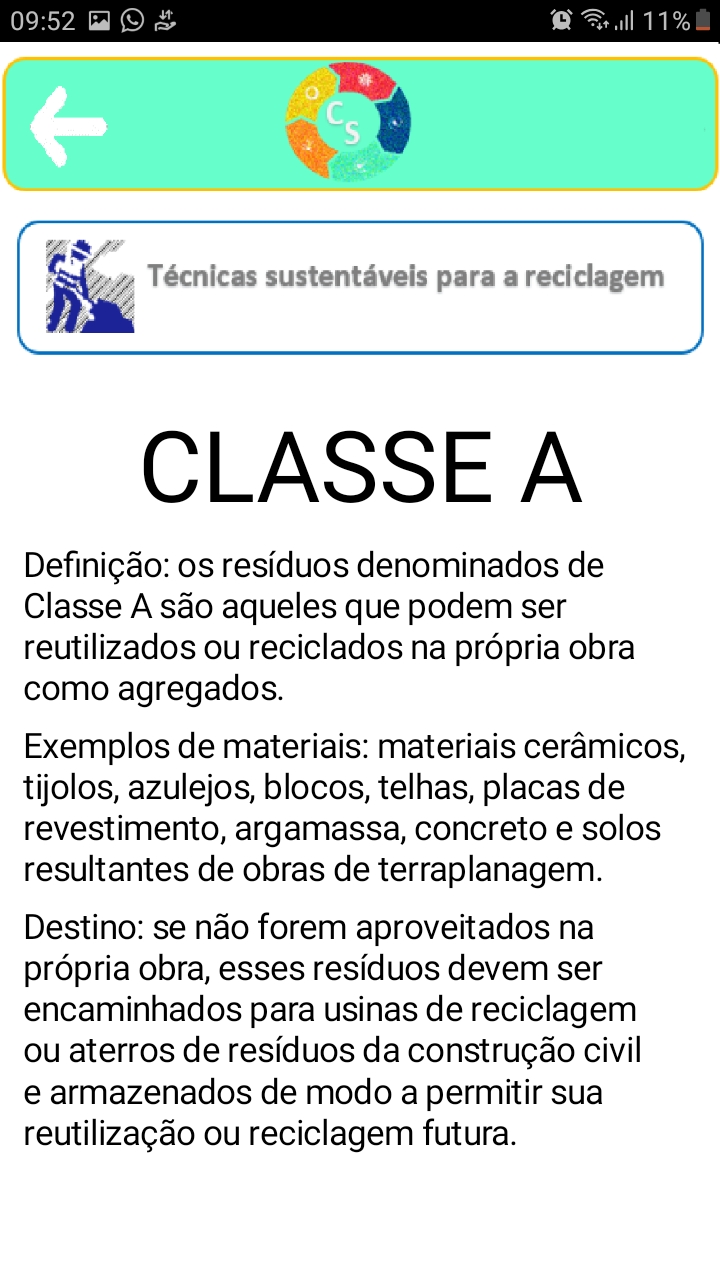 09:52
11%
C
S
Técnicas sustentáveis para a reciclagem
CLASSE A
Definição: os resíduos denominados de
Classe A são aqueles que podem ser
reutilizados ou reciclados na própria obra
como agregados.
Exemplos de materiais: materiais cerâmicos,
tijolos, azulejos, blocos, telhas, placas de
revestimento, argamassa, concreto e solos
resultantes de obras de terraplanagem.
Destino: se não forem aproveitados na
própria obra, esses resíduos devem ser
encaminhados para usinas de reciclagem
ou aterros de resíduos da construção civil
e armazenados de modo a permitir sua
reutilização ou reciclagem futura.